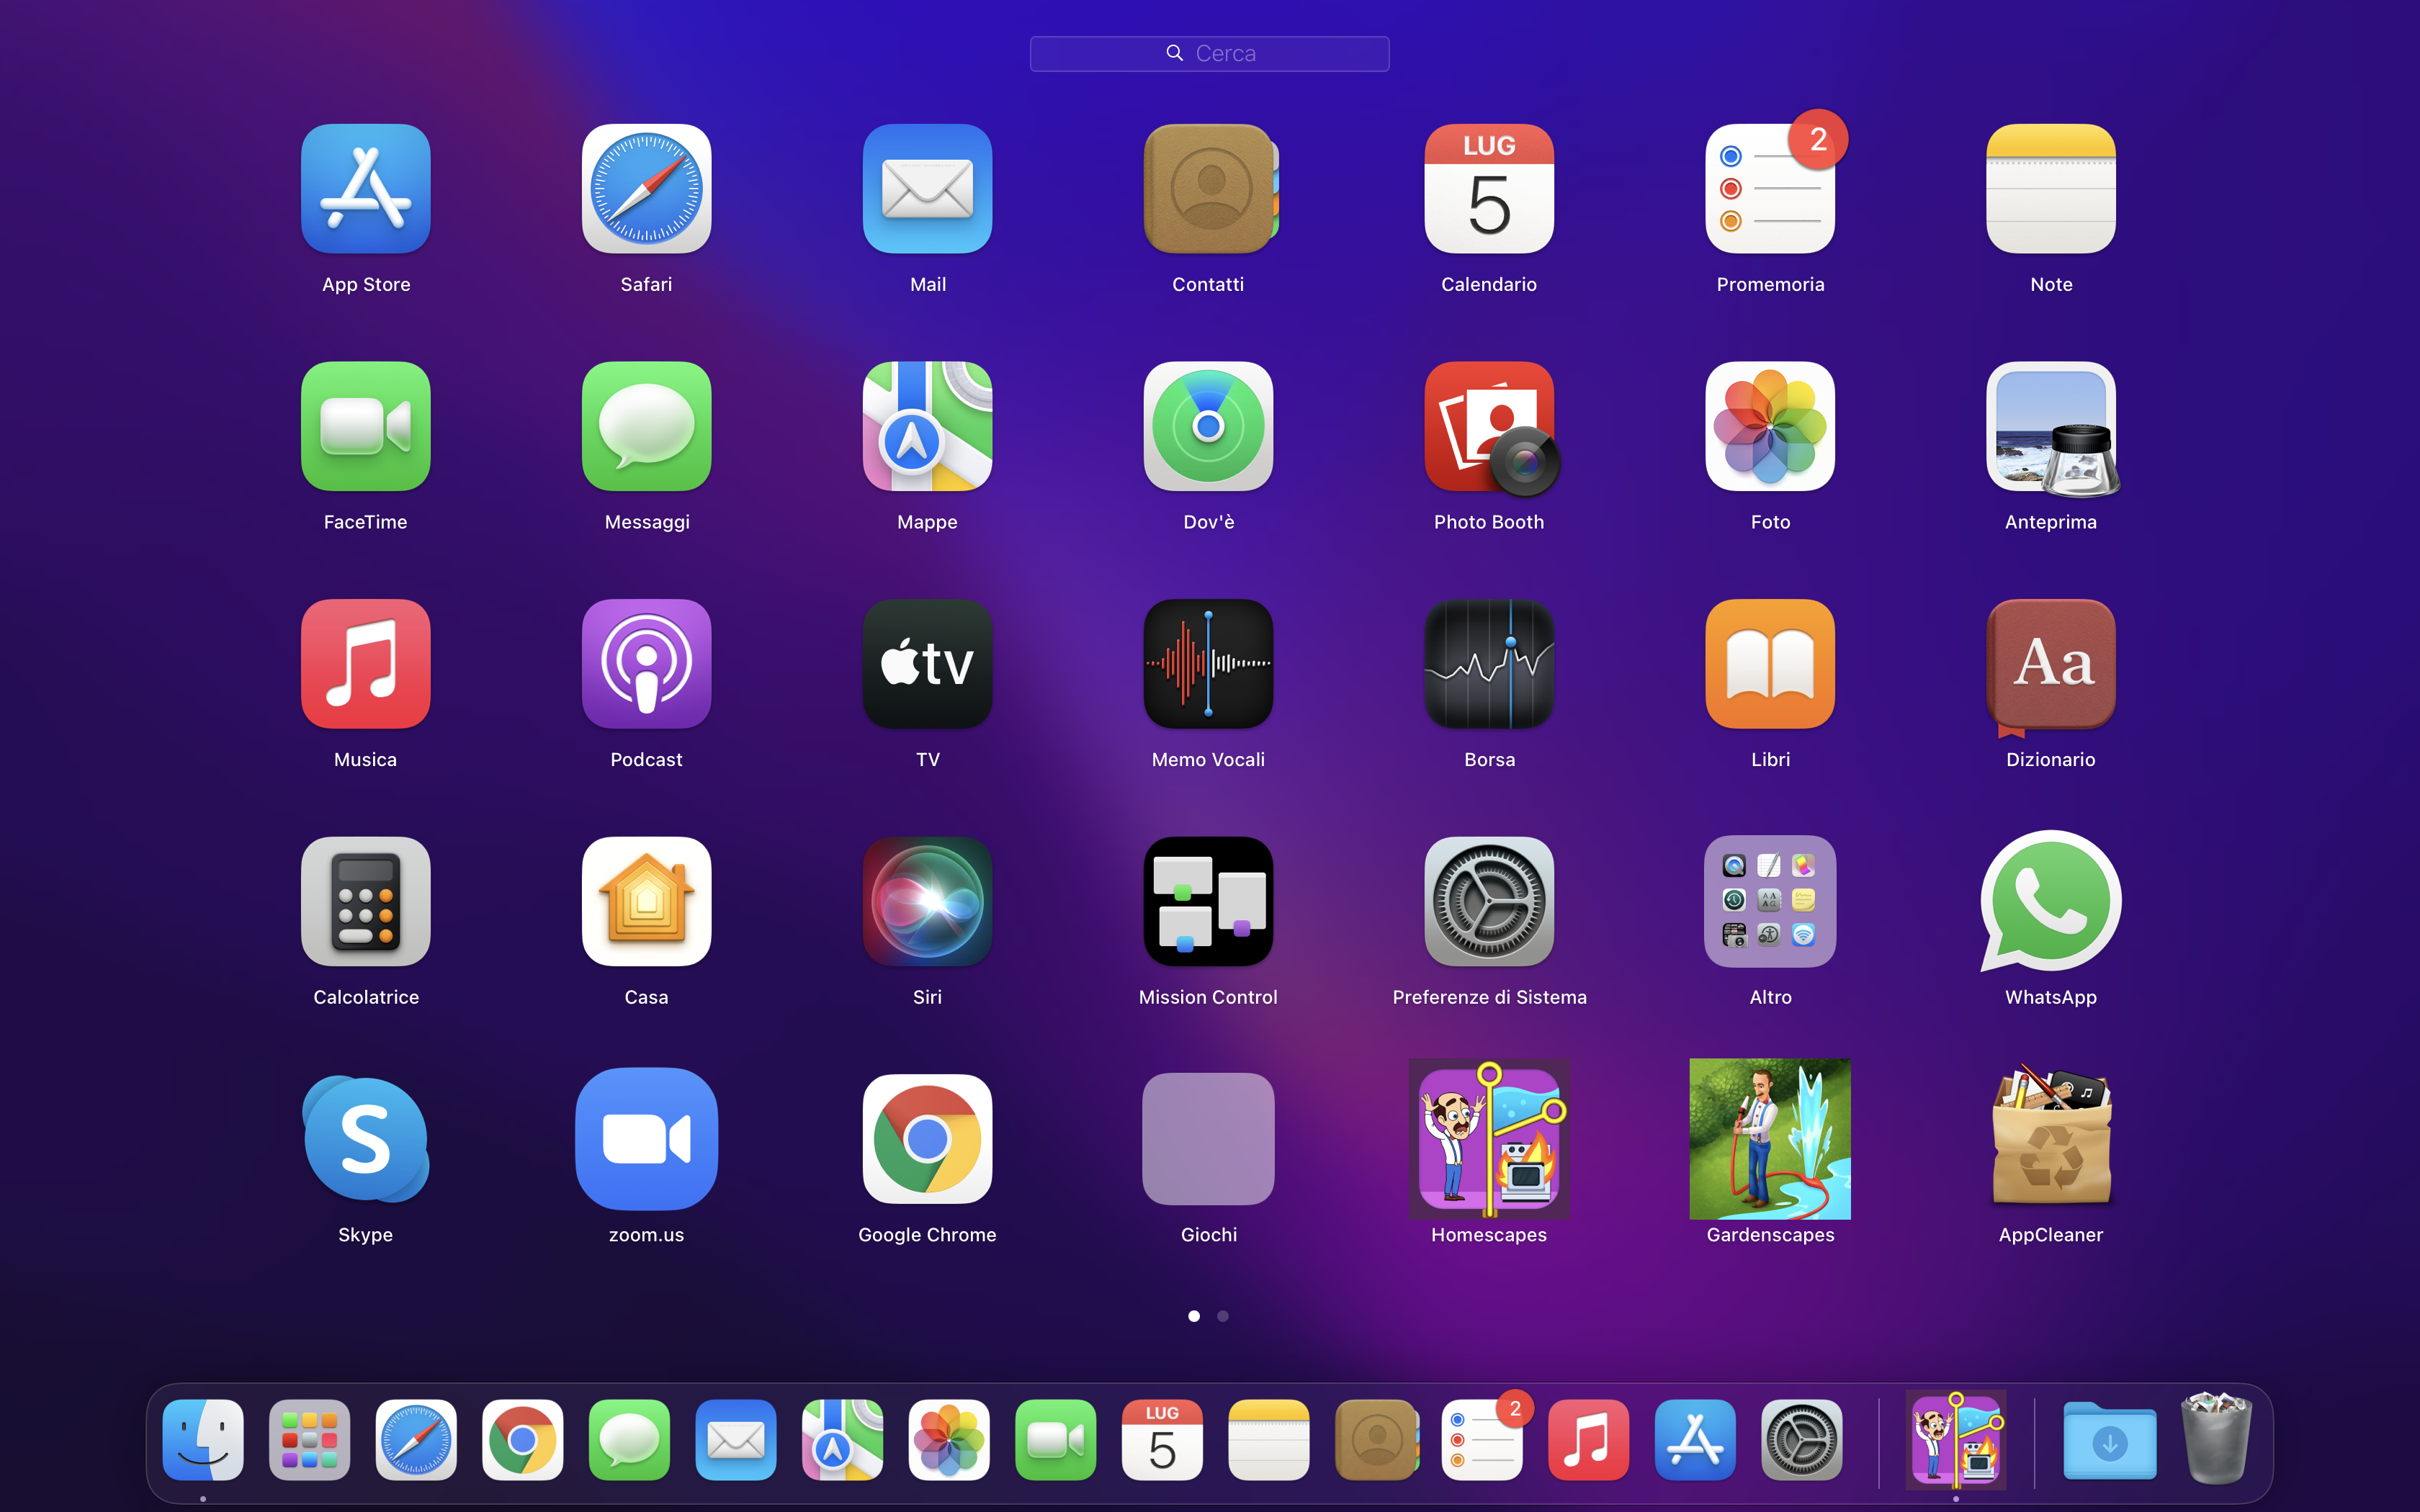 Cerca
LUG
5
2
App Store
Safari
Mail
Contatti
Calendario
Promemoria
Note
FaceTime
Messaggi
Mappe
Dov'è
Photo Booth
Foto
Anteprima
tv
Aa
Musica
Podcast
TV
Memo Vocali
Borsa
Libri
Dizionario
Calcolatrice
Casa
Siri
Mission Control
Preferenze di Sistema
Altro
WhatsApp
S
Skype
zoom.us
Google Chrome
Giochi
Homescapes
Gardenscapes
AppCleaner
LUG
5
2